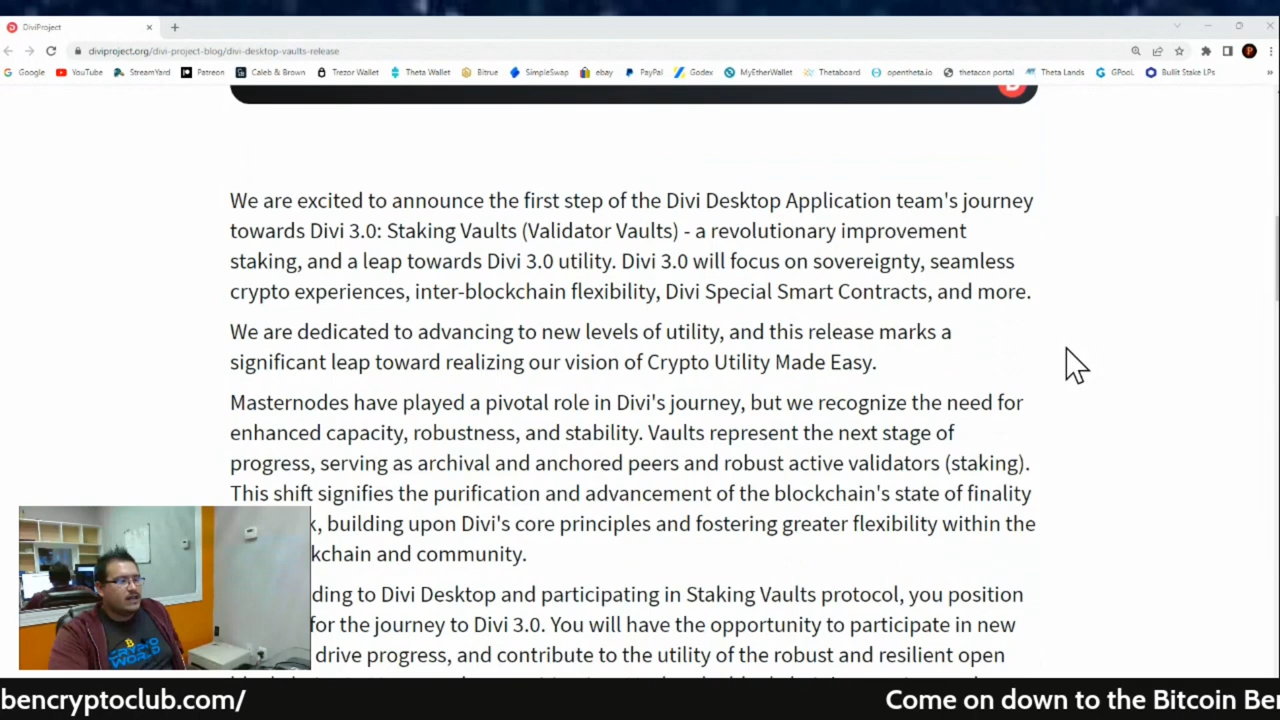 DiviProject
diviproject.org/divi-project-blog/divi-desktop-vaults-release
Google YouTube StreamYard Patreon Caleb & Brown Trezor Wallet Theta Wallet Bitrue SimpleSwap ebay PayPal Godex MyEtherWallet Thetaboard opentheta.io thetacon portal Theta Lands GPooL Bullit Stake LPs »
We are excited to announce the first step of the Divi Desktop Application team's journey
towards Divi 3.0: Staking Vaults (Validator Vaults) - a revolutionary improvement
staking, and a leap towards Divi 3.0 utility. Divi 3.0 will focus on sovereignty, seamless
crypto experiences, inter-blockchain flexibility, Divi Special Smart Contracts, and more.
We are dedicated to advancing to new levels of utility, and this release marks a
significant leap toward realizing our vision of Crypto Utility Made Easy.
Masternodes have played a pivotal role in Divi's journey, but we recognize the need for
enhanced capacity, robustness, and stability. Vaults represent the next stage of
progress, serving as archival and anchored peers and robust active validators (staking).
This shift signifies the purification and advancement of the blockchain's state of finality
k, building upon Divi's core principles and fostering greater flexibility within the
kchain and community.
ding to Divi Desktop and participating in Staking Vaults protocol, you position
for the journey to Divi 3.0. You will have the opportunity to participate in new
drive progress, and contribute to the utility of the robust and resilient open
CRYPTO
WORLD
bencryptoclub.com/ Come on down to the Bitcoin Ben